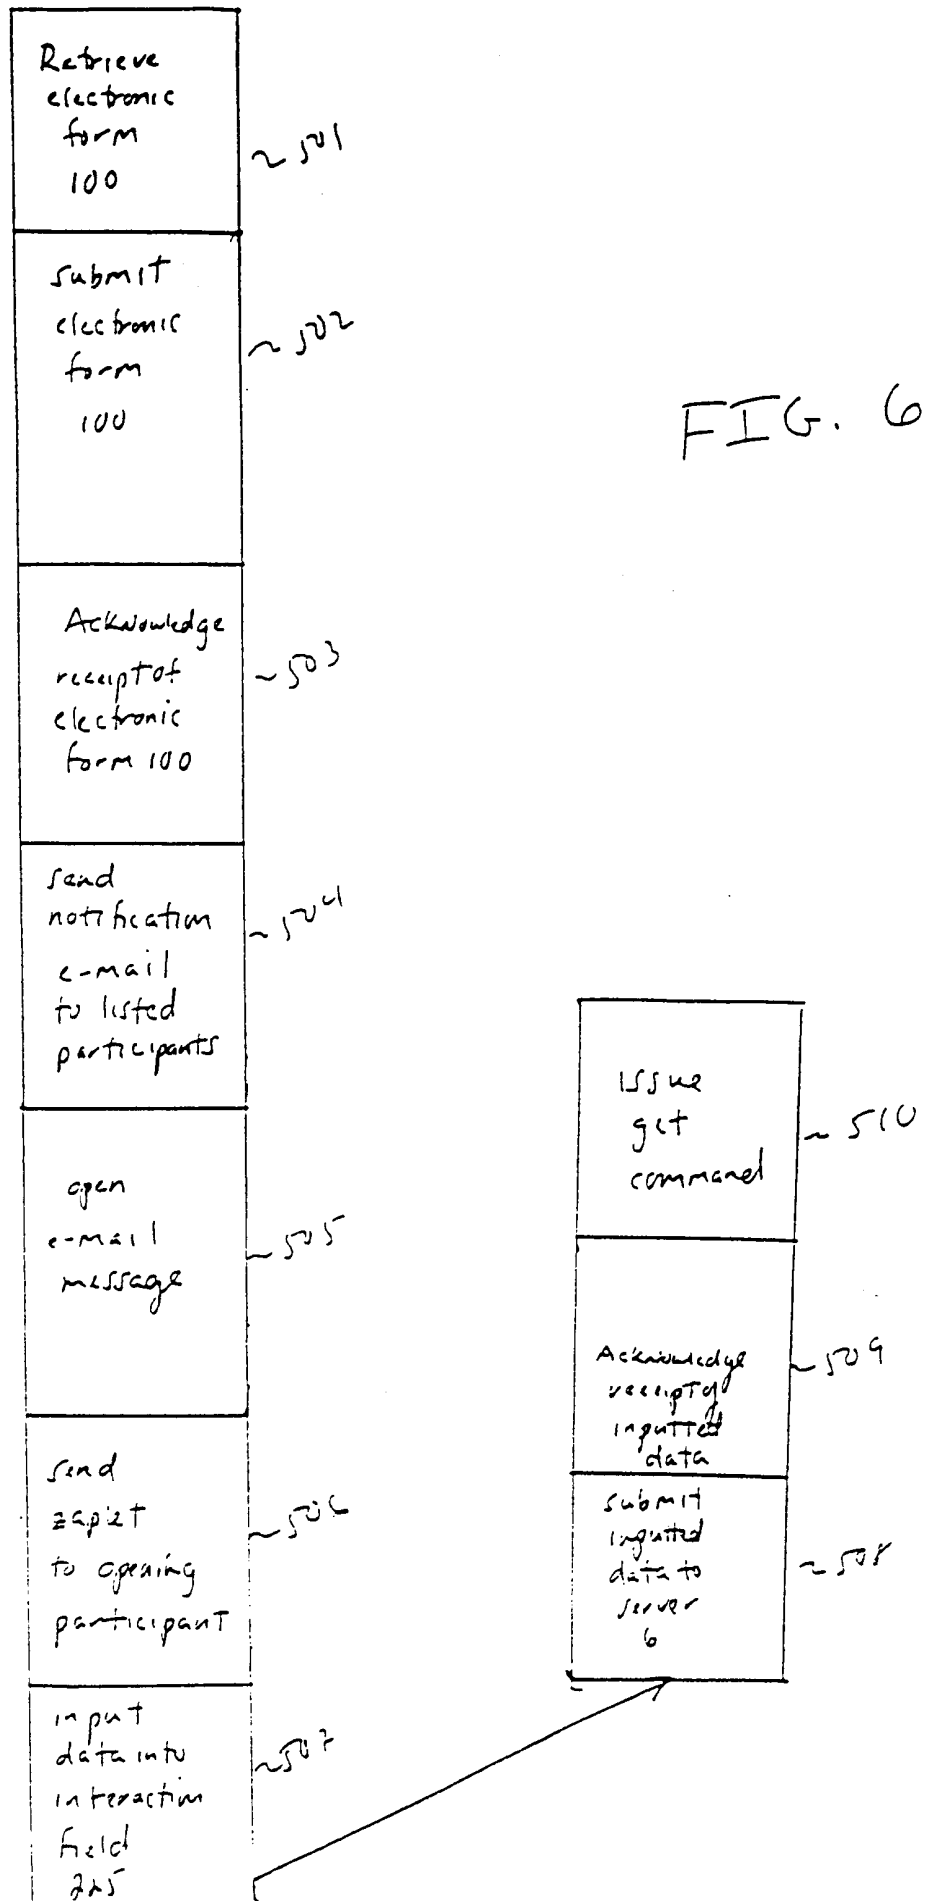 Retrieve
electronic
form
100
~ 501
submit
electronic
form
100
~ 502
FIG. 6
Acknowledge
receipt of
electronic
form 100
~ 503
send
notification
e-mail
to listed
participants
~ 504
open
e-mail
message
~ 505
send
zaplet
to opening
participant
~ 506
input
data into
interaction
field
225
~ 507
issue
get
command
~ 510
Acknowledge
receipt of
inputted
data
~ 509
submit
inputted
data to
server
6
~ 508